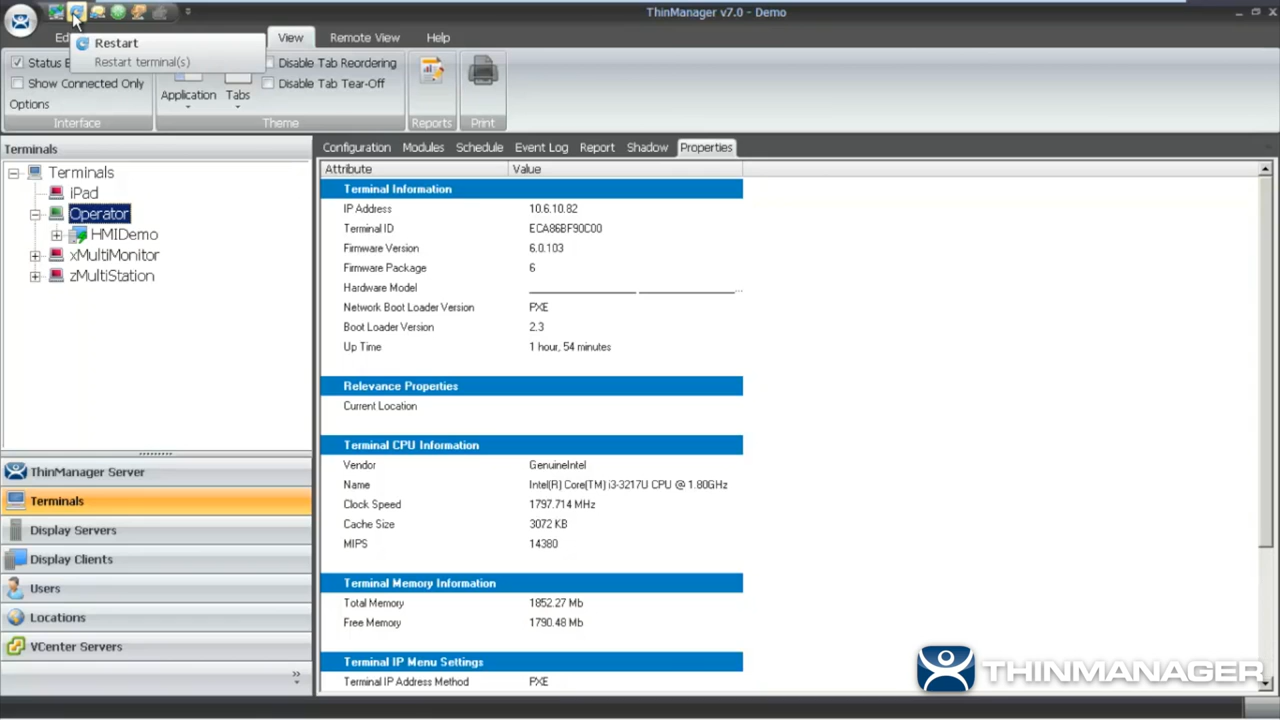 ThinManager v7.0 - Demo
Ed
View
Remote View
Help
Restart
Restart terminal(s)
Status B
Show Connected Only
Options
Interface
Application
Tabs
Disable Tab Reordering
Disable Tab Tear-Off
Theme
Reports
Print
Terminals
Terminals
iPad
Operator
HMIDemo
xMultiMonitor
zMultiStation
ThinManager Server
Terminals
Display Servers
Display Clients
Users
Locations
VCenter Servers
Configuration Modules Schedule Event Log Report Shadow Properties
Attribute Value
Terminal Information
IP Address 10.6.10.82
Terminal ID ECA86BF90C00
Firmware Version 6.0.103
Firmware Package 6
Hardware Model
Network Boot Loader Version PXE
Boot Loader Version 2.3
Up Time 1 hour, 54 minutes
Relevance Properties
Current Location
Terminal CPU Information
Vendor GenuineIntel
Name Intel(R) Core(TM) i3-3217U CPU @ 1.80GHz
Clock Speed 1797.714 MHz
Cache Size 3072 KB
MIPS 14380
Terminal Memory Information
Total Memory 1852.27 Mb
Free Memory 1790.48 Mb
Terminal IP Menu Settings
Terminal IP Address Method PXE
THINMANAGER